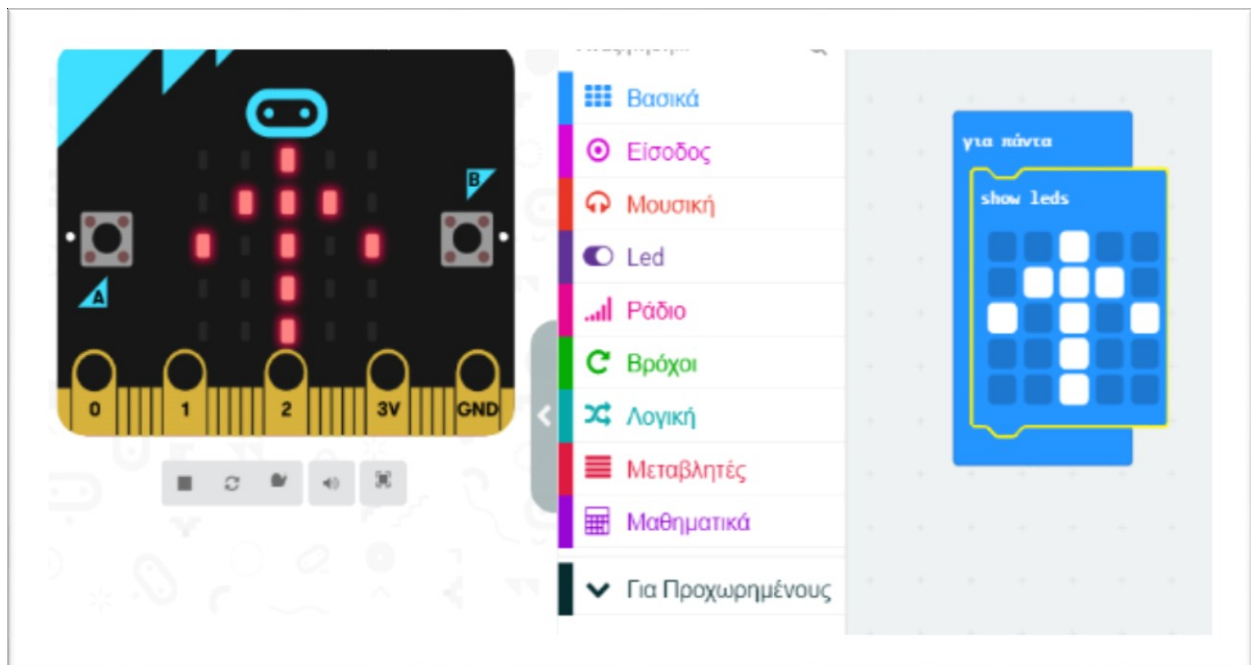 B
A
0 1 2 3V GND
Βασικά
Είσοδος
Μουσική
Led
Ράδιο
Βρόχοι
Λογική
Μεταβλητές
Μαθηματικά
Για Προχωρημένους
για πάντα
show leds